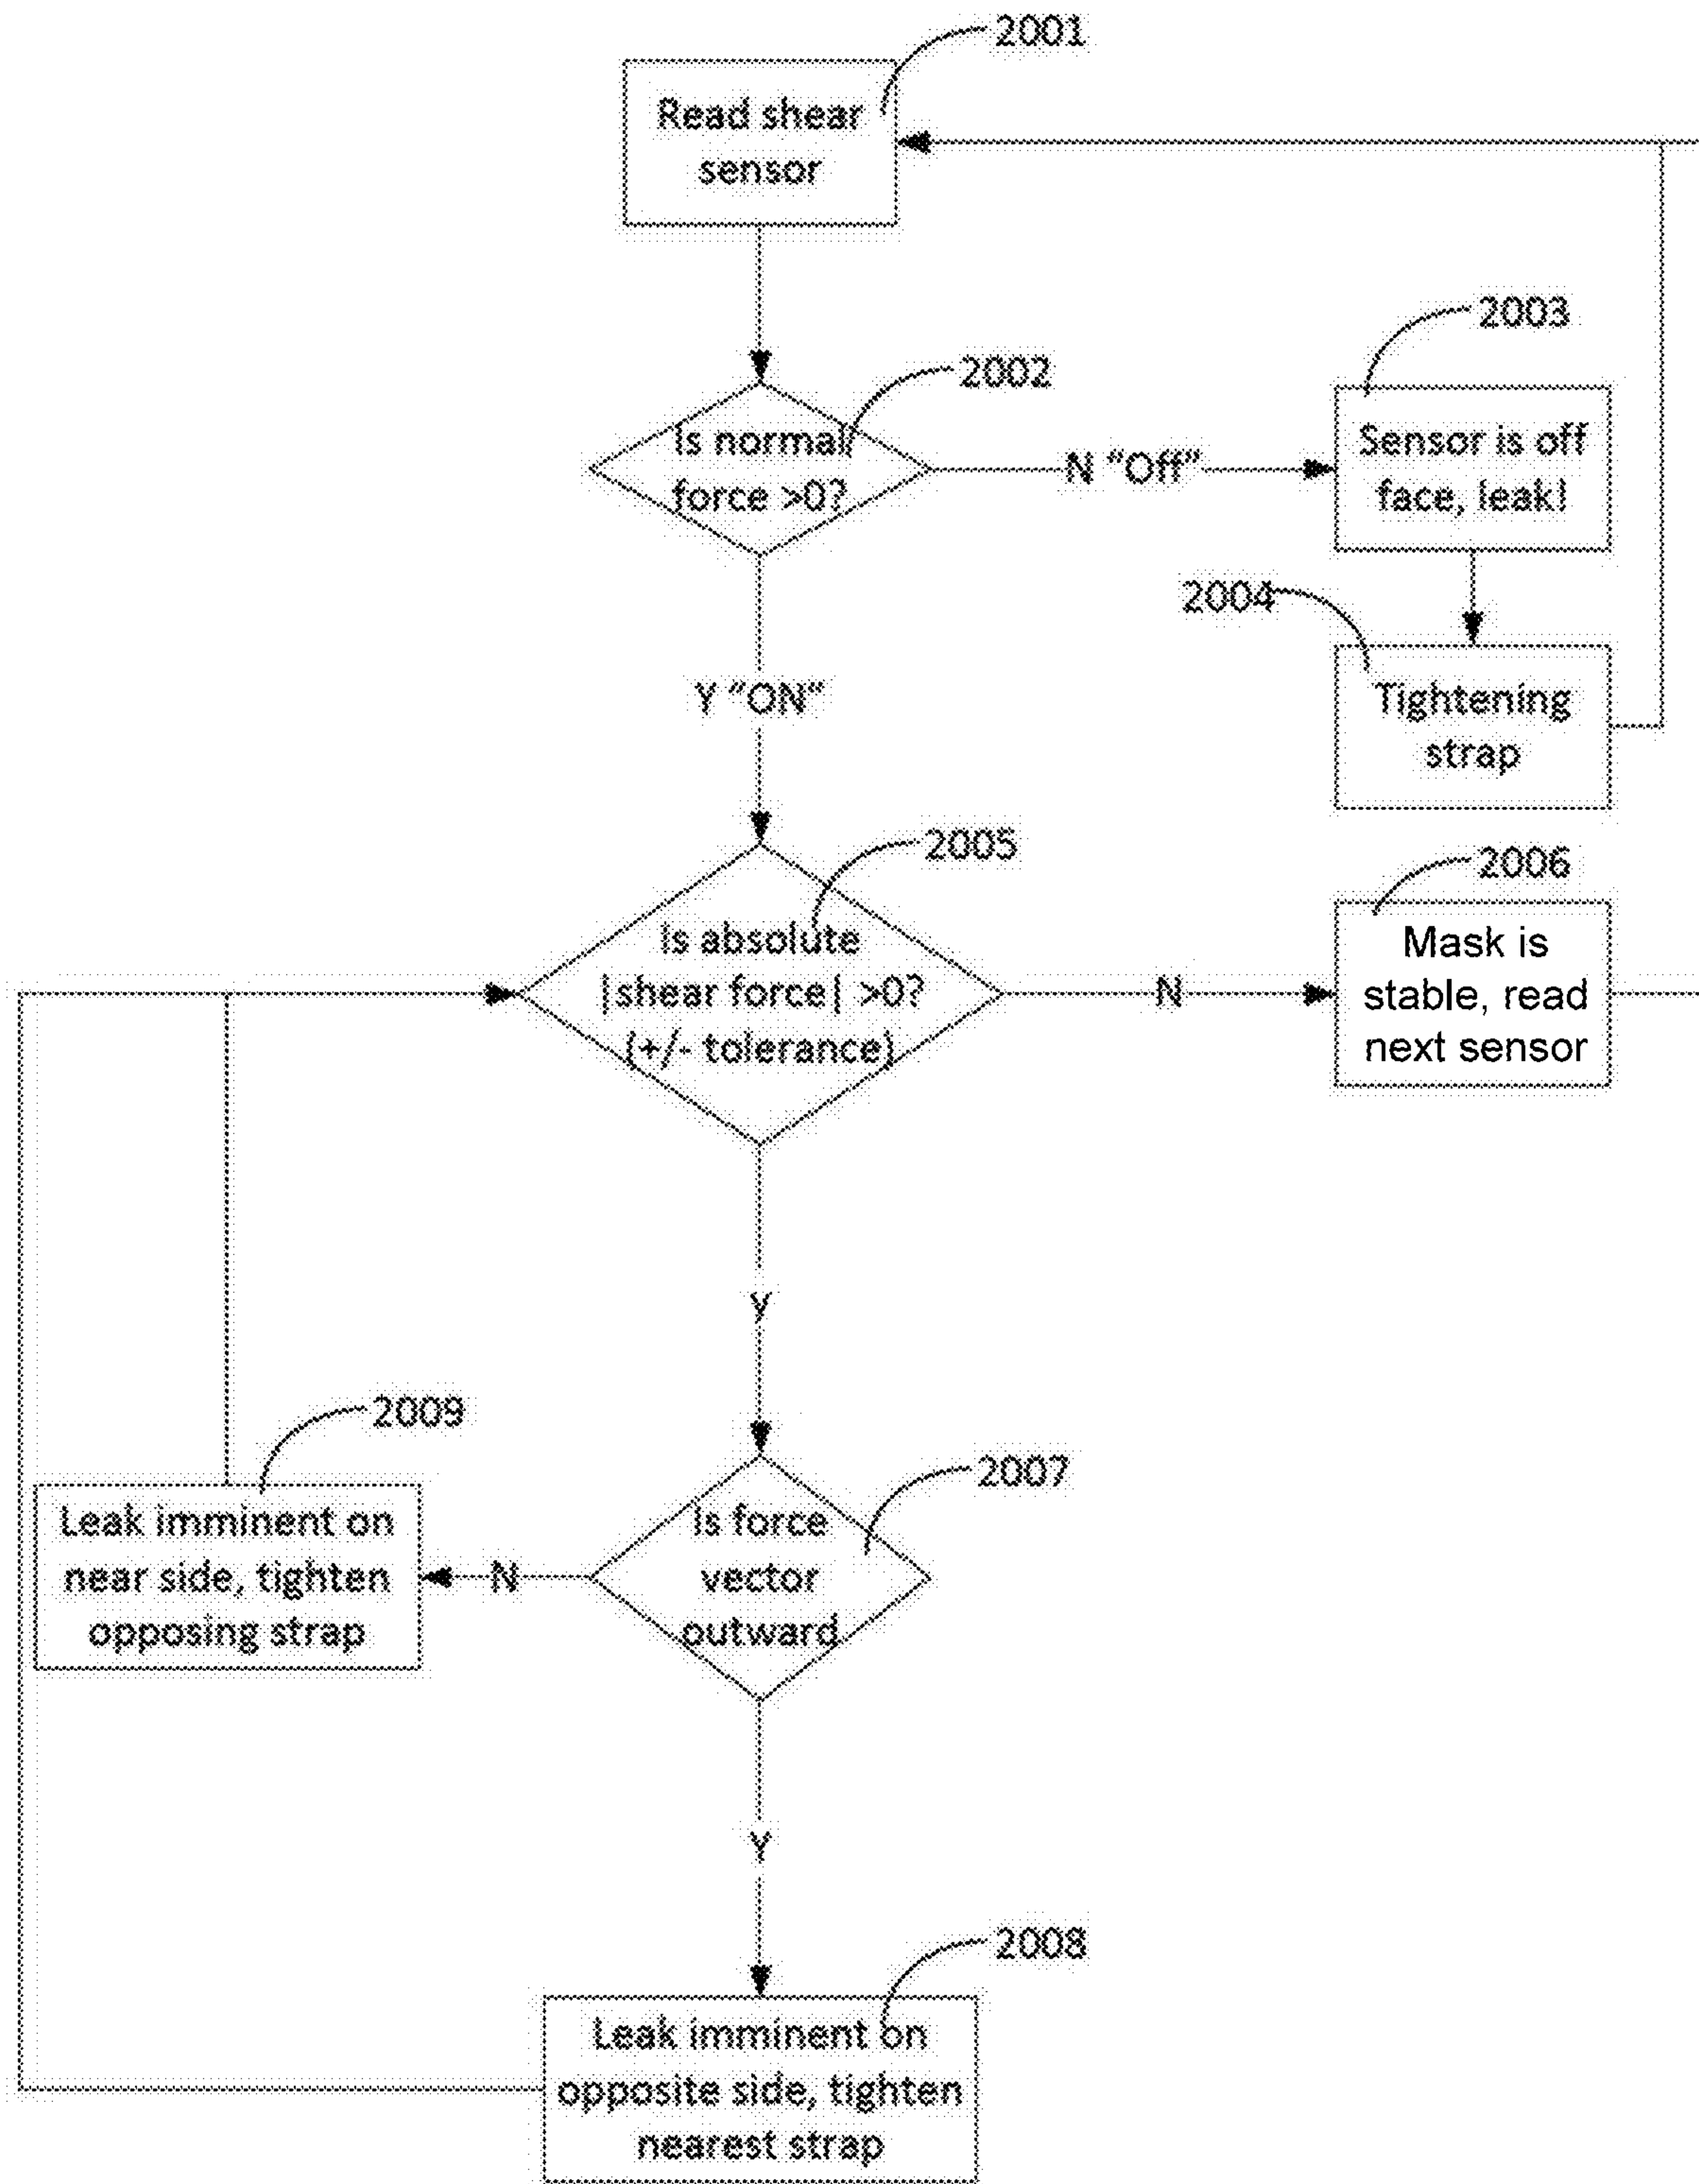 2001
Read shear
sensor
2002
Is normal
force >0?
N "Off"
2003
Sensor is off
face, leak!
2004
Tightening
strap
Y "ON"
2005
Is absolute
|shear force| >0?
(+/- tolerance)
N
2006
Mask is
stable, read
next sensor
Y
2007
Is force
vector
outward
N
2009
Leak imminent on
near side, tighten
opposing strap
Y
2008
Leak imminent on
opposite side, tighten
nearest strap